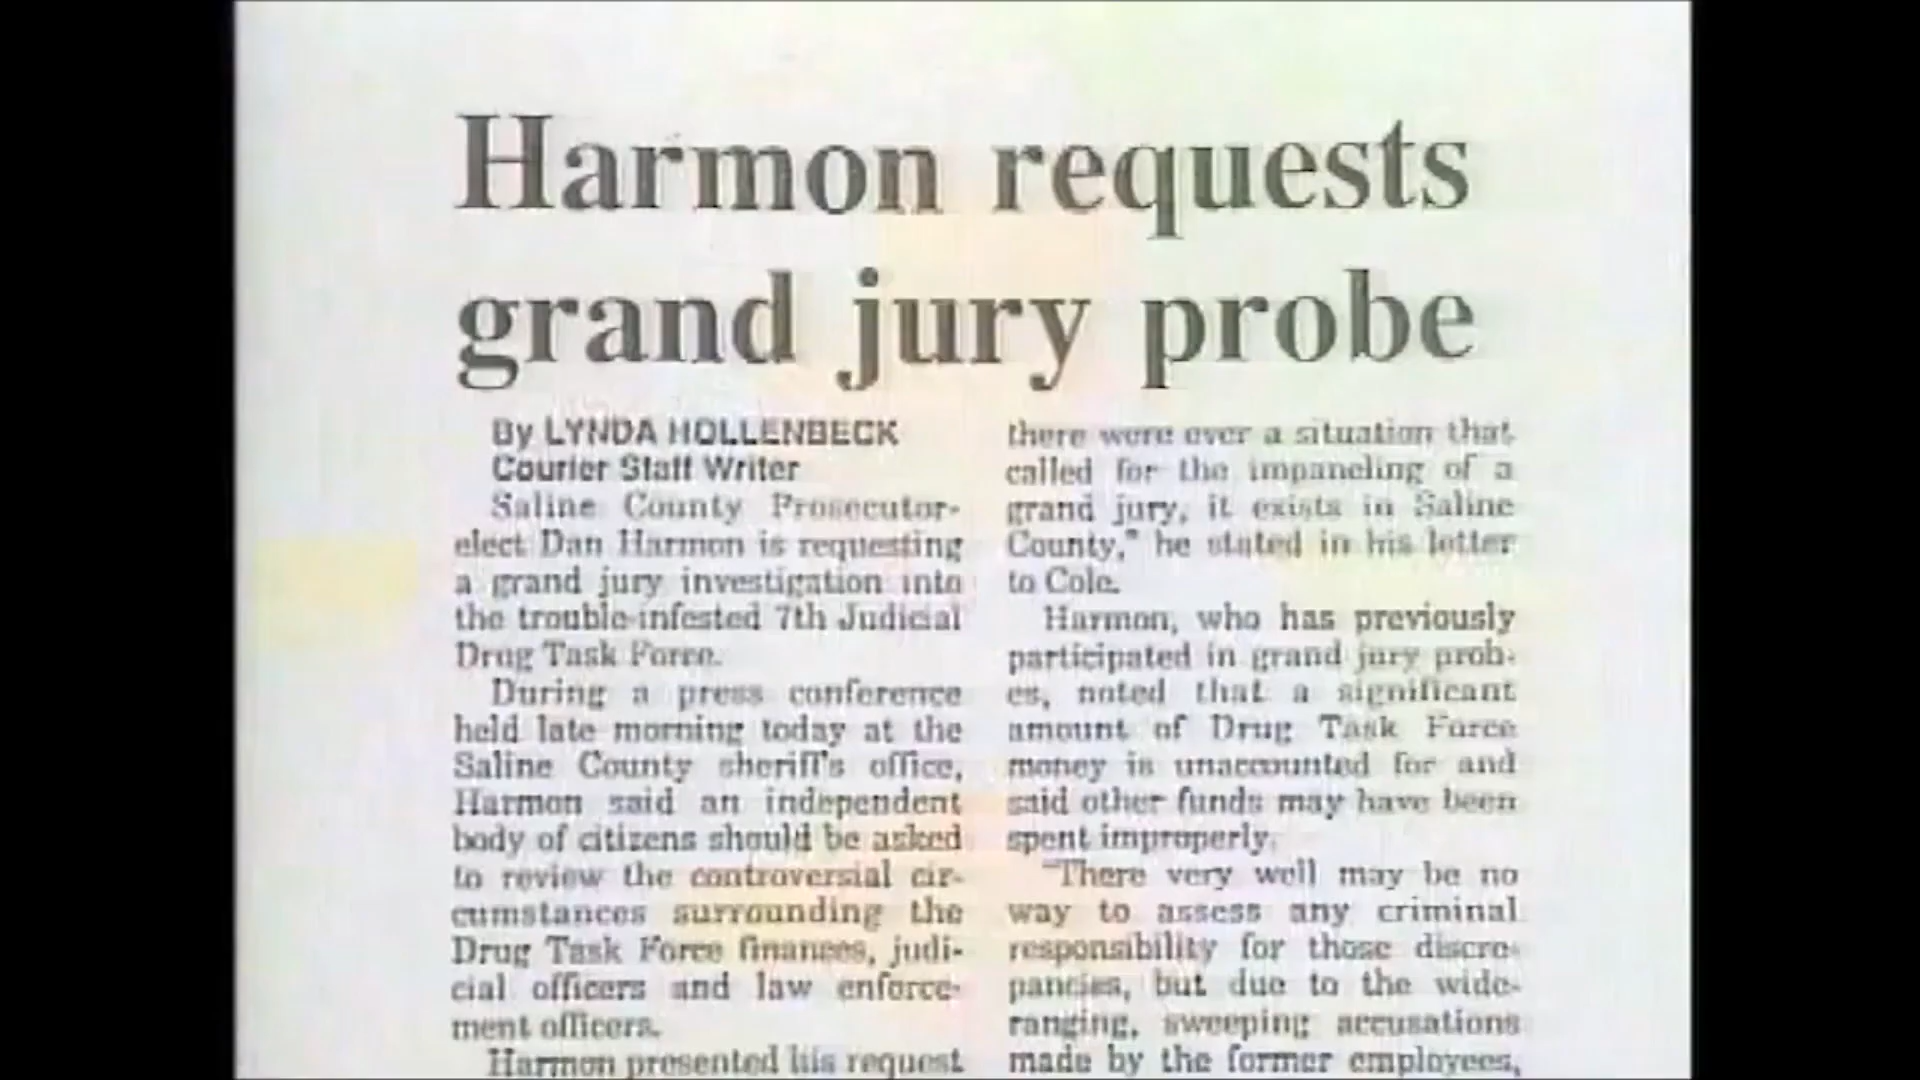 Harmon requests
grand jury probe
By LYNDA HOLLENBECK
Courier Staff Writer
Saline County Prosecutor-
elect Dan Harmon is requesting
a grand jury investigation into
the trouble-infested 7th Judicial
Drug Task Force.
During a press conference
held late morning today at the
Saline County sheriff's office,
Harmon said an independent
body of citizens should be asked
to review the controversial cir-
cumstances surrounding the
Drug Task Force finances, judi-
cial officers and law enforce-
ment officers.
Harmon presented his request
there were ever a situation that
called for the impaneling of a
grand jury, it exists in Saline
County," he stated in his letter
to Cole.
Harmon, who has previously
participated in grand jury prob-
es, noted that a significant
amount of Drug Task Force
money is unaccounted for and
said other funds may have been
spent improperly.
"There very well may be no
way to assess any criminal
responsibility for those discre-
pancies, but due to the wide-
ranging, sweeping accusations
made by the former employees,